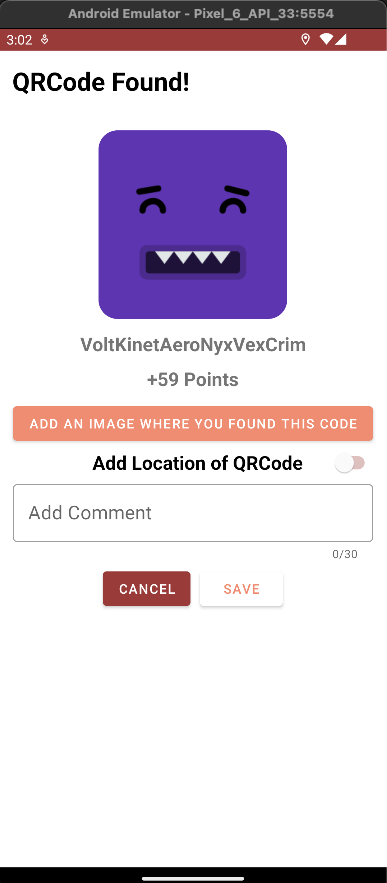 Android Emulator - Pixel_6_API_33:5554
3:02
QRCode Found!
VoltKinetAeroNyxVexCrim
+59 Points
ADD AN IMAGE WHERE YOU FOUND THIS CODE
Add Location of QRCode
Add Comment
0/30
CANCEL SAVE